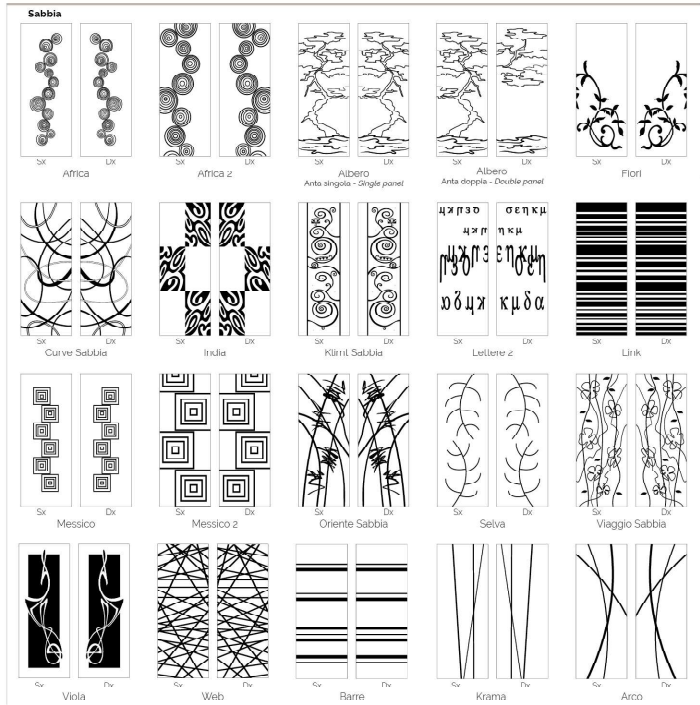 Sabbia
Sx Dx Sx Dx Sx Dx Sx Dx Sx Dx
Africa Africa 2 Albero Albero Fiori
Anta singola - Single panel Anta doppia - Double panel
Sx Dx Sx Dx Sx Dx Sx Dx Sx Dx
Curve Sabbia India Klimt Sabbia Lettere 2 Link
Sx Dx Sx Dx Sx Dx Sx Dx Sx Dx
Messico Messico 2 Oriente Sabbia Selva Viaggio Sabbia
Sx Dx Sx Dx Sx Dx Sx Dx Sx Dx
Viola Web Barre Krama Arco